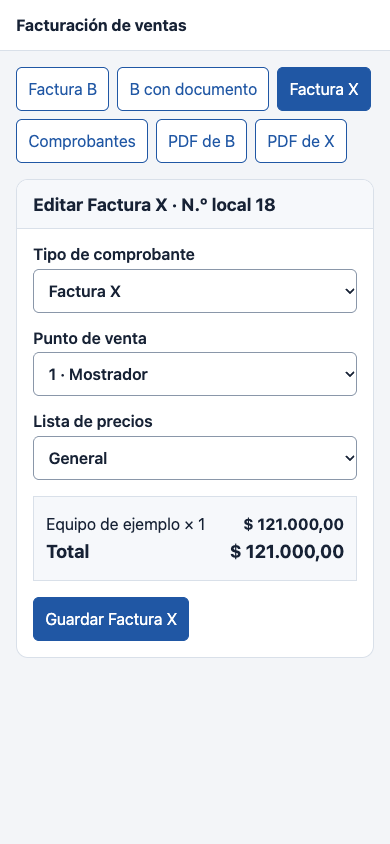 Facturación de ventas
Factura B
B con documento
Factura X
Comprobantes
PDF de B
PDF de X
Editar Factura X · N.º local 18
Tipo de comprobante
Factura X
Punto de venta
1 · Mostrador
Lista de precios
General
Equipo de ejemplo × 1 $ 121.000,00
Total $ 121.000,00
Guardar Factura X